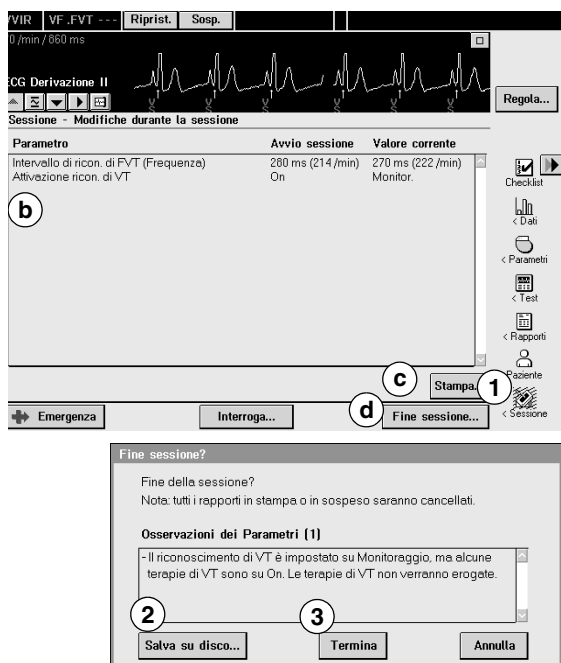 /VIR VF .FVT --- Riprist. Sosp.
0 /min / 860 ms
ECG Derivazione II
Regola...
Sessione - Modifiche durante la sessione
Parametro Avvio sessione Valore corrente
Intervallo di ricon. di FVT (Frequenza) 280 ms (214 /min) 270 ms (222 /min)
Attivazione ricon. di VT On Monitor.
b
Checklist
< Dati
< Parametri
< Test
< Rapporti
Paziente
< Sessione
c
Stampa..
1
Emergenza
Interroga...
d
Fine sessione...
Fine sessione?
Fine della sessione?
Nota: tutti i rapporti in stampa o in sospeso saranno cancellati.
Osservazioni dei Parametri (1)
- Il riconoscimento di VT è impostato su Monitoraggio, ma alcune
terapie di VT sono su On. Le terapie di VT non verranno erogate.
2
3
Salva su disco...
Termina
Annulla